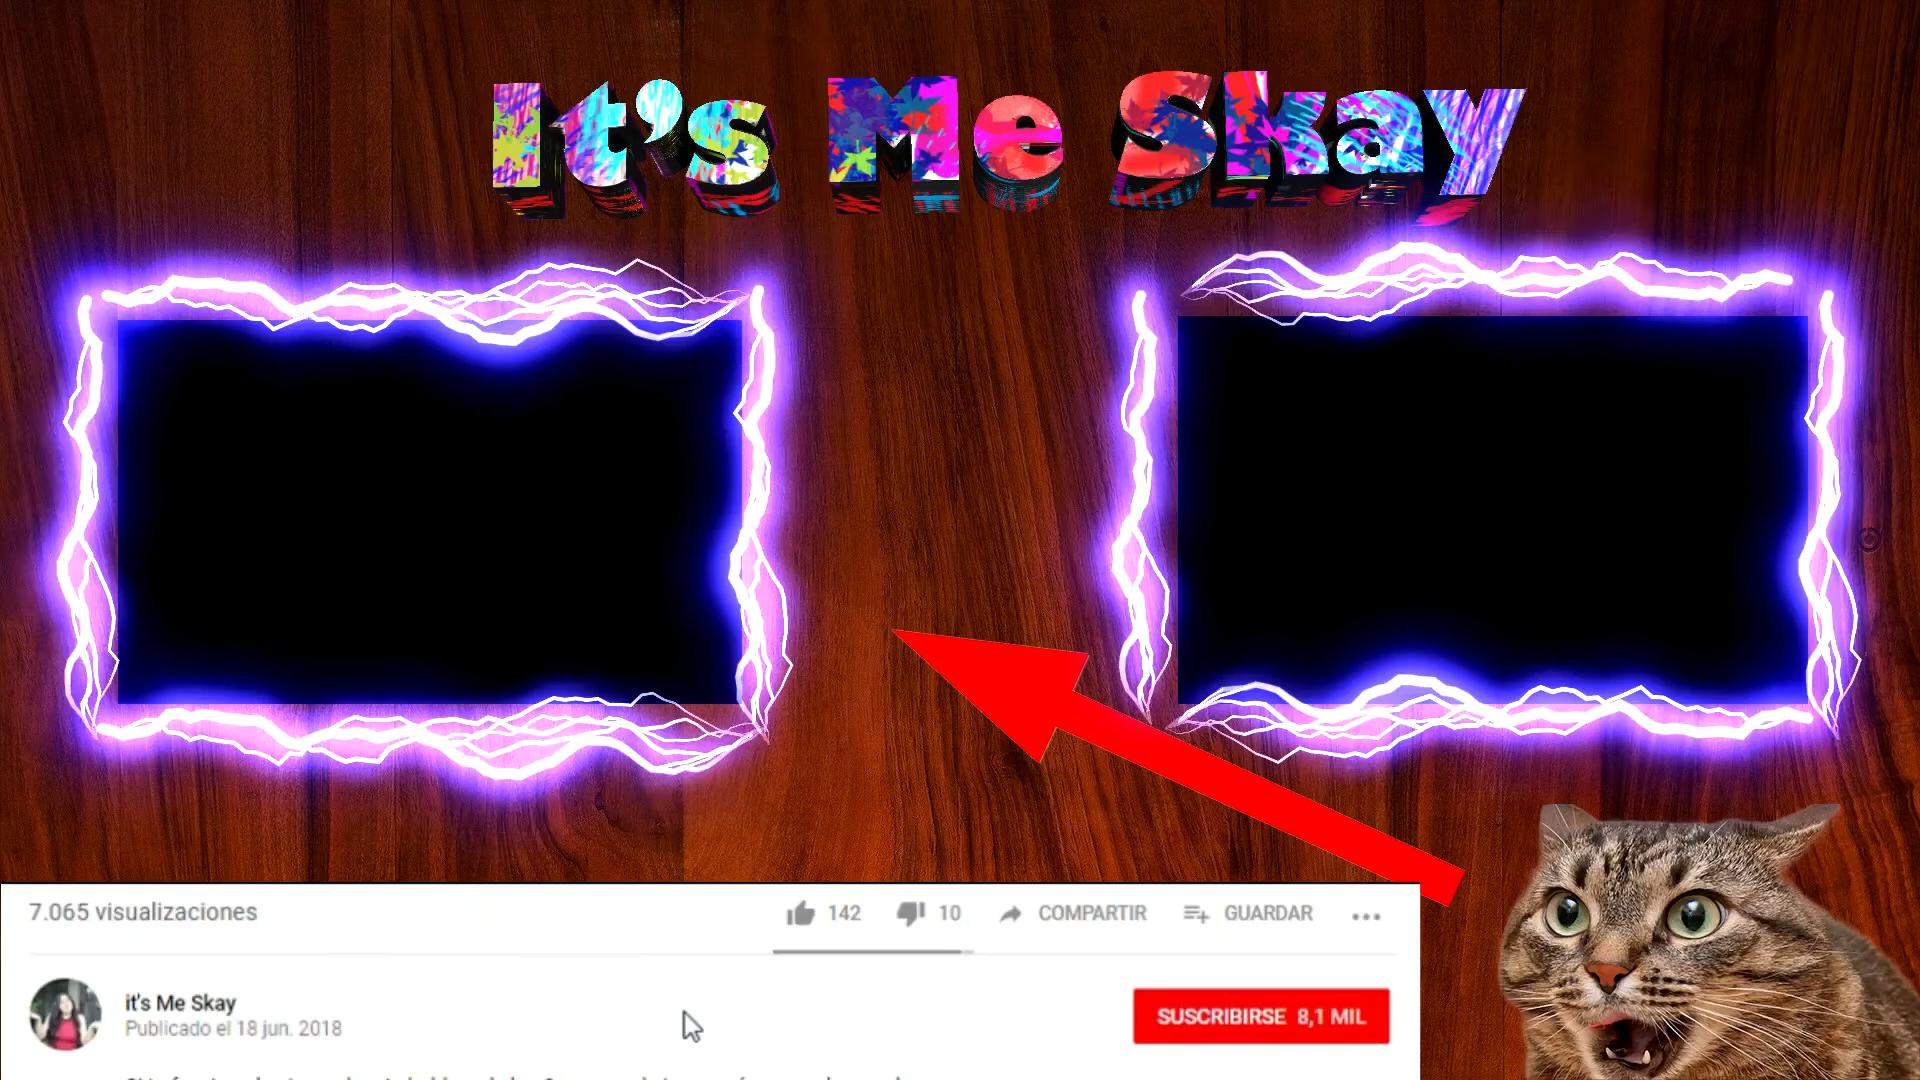 It's Me Skay
7.065 visualizaciones
142
10
COMPARTIR
GUARDAR
it's Me Skay
Publicado el 18 jun. 2018
SUSCRIBIRSE 8,1 MIL